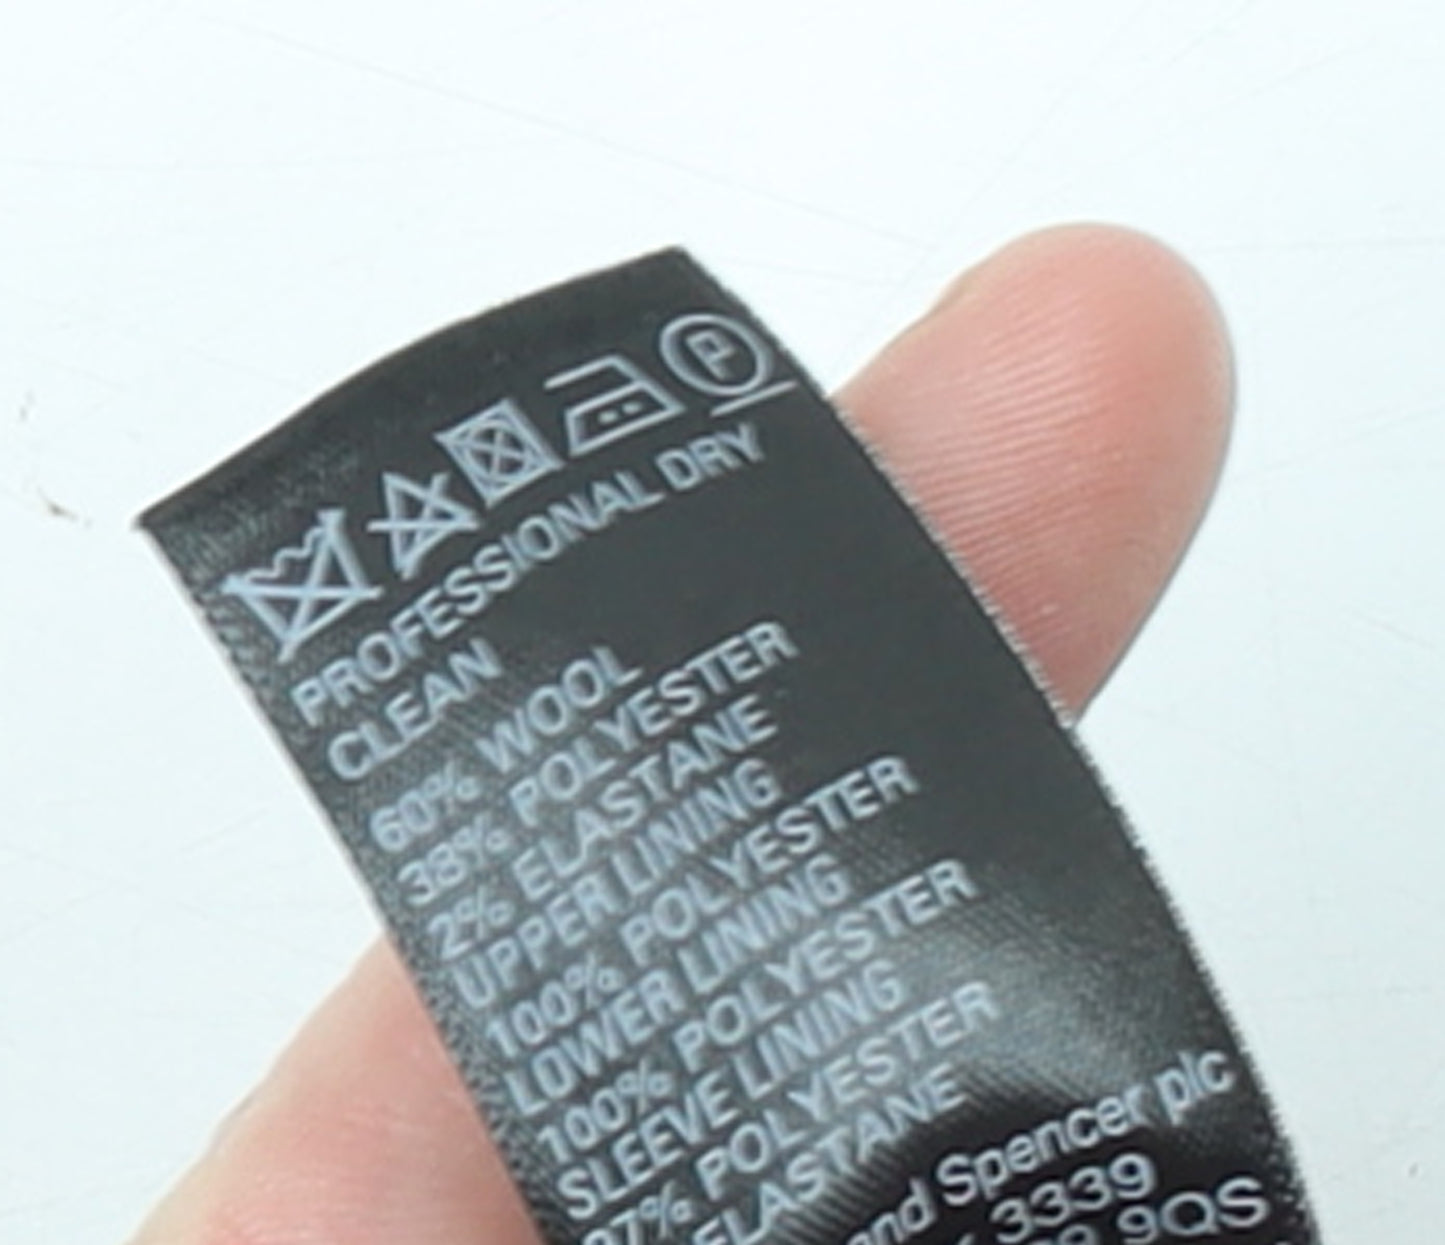 P
PROFESSIONAL DRY
CLEAN
60% WOOL
38% POLYESTER
2% ELASTANE
UPPER LINING
100% POLYESTER
LOWER LINING
100% POLYESTER
SLEEVE LINING
97% POLYESTER
ELASTANE
and Spencer plc
3339
9QS